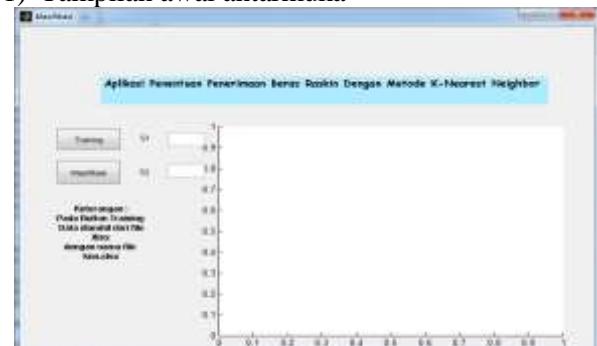 1) Tampilan awal antarmuka
Klasifikasi
Aplikasi Penentuan Penerimaan Beras Raskin Dengan Metode K-Nearest Neighbor
Training
Klasifikasi
Keterangan :
Pada Button Training
Data diambil dari file
dengan nama file
1
0.9
0.8
0.7
0.6
0.5
0.4
0.3
0.2
0.1
0
0 0.1 0.2 0.3 0.4 0.5 0.6 0.7 0.8 0.9 1